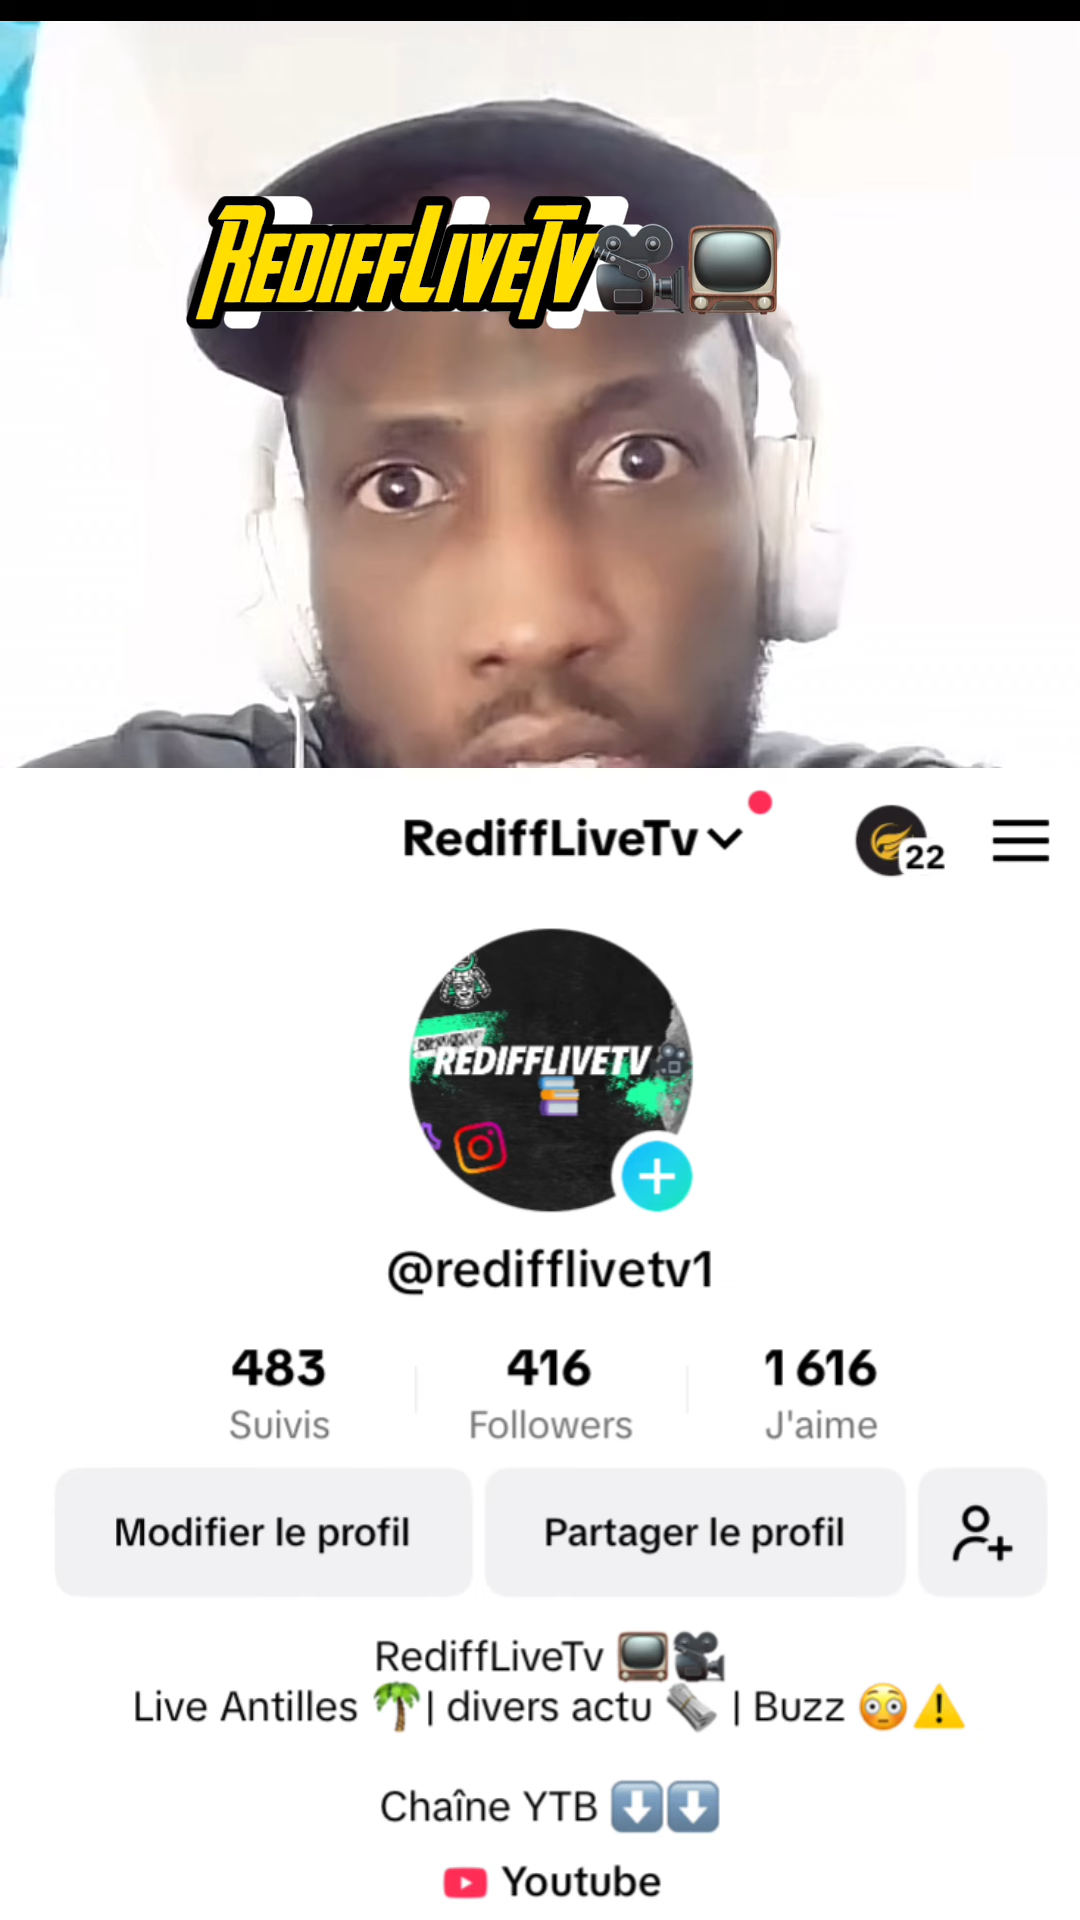 RediffLiveTv
RediffLiveTv
22
REDIFFLIVETV
@redifflivetv1
483 416 1 616
Suivis Followers J'aime
Modifier le profil Partager le profil
RediffLiveTv 📺🎥
Live Antilles 🌴| divers actu 🗞️ | Buzz 😳⚠️
Chaîne YTB ⬇️⬇️
Youtube